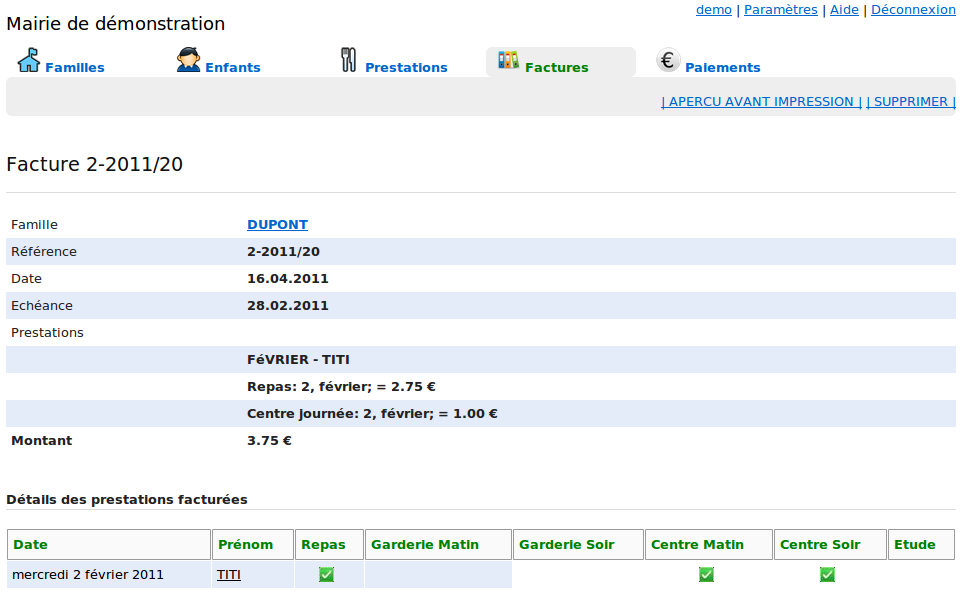 demo | Paramètres | Aide | Déconnexion
Mairie de démonstration
Familles Enfants Prestations Factures Paiements
| APERCU AVANT IMPRESSION | | SUPPRIMER |
Facture 2-2011/20
Famille DUPONT
Référence 2-2011/20
Date 16.04.2011
Echéance 28.02.2011
Prestations
FéVRIER - TITI
Repas: 2, février; = 2.75 €
Centre journée: 2, février; = 1.00 €
Montant 3.75 €
Détails des prestations facturées
Date Prénom Repas Garderie Matin Garderie Soir Centre Matin Centre Soir Etude
mercredi 2 février 2011 TITI